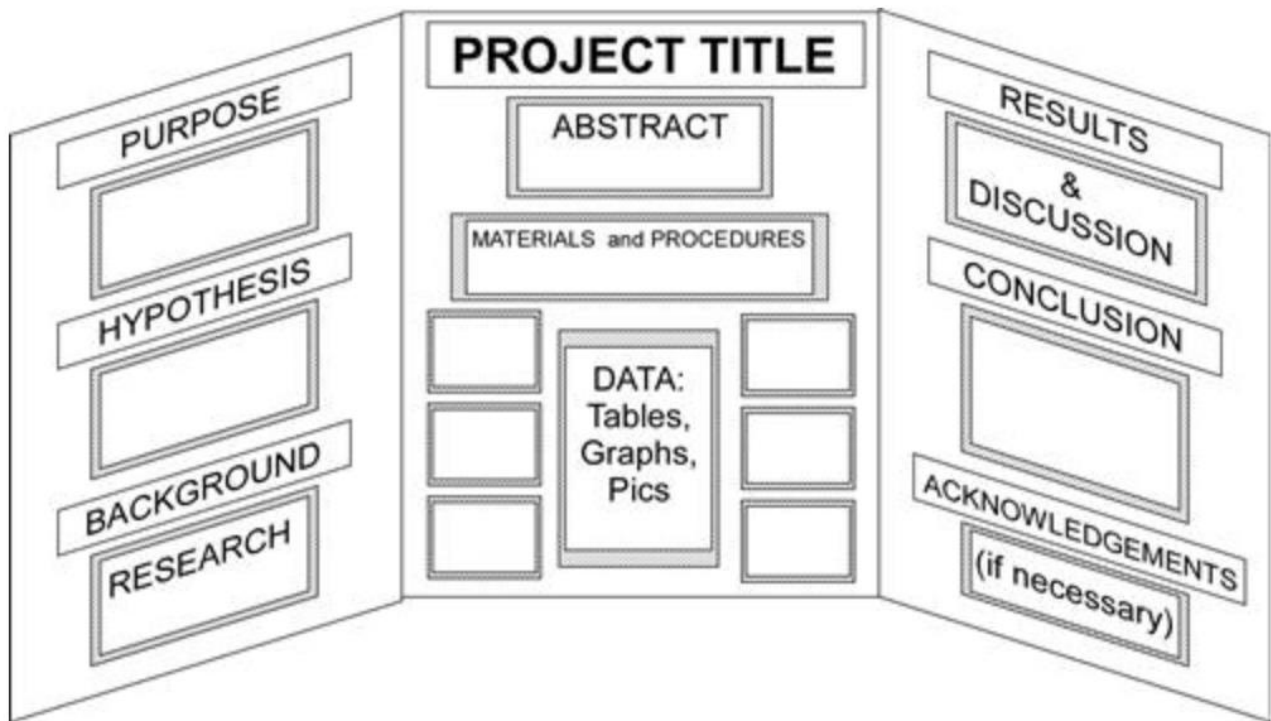 PURPOSE
HYPOTHESIS
BACKGROUND
RESEARCH
PROJECT TITLE
ABSTRACT
MATERIALS and PROCEDURES
DATA:
Tables,
Graphs,
Pics
RESULTS
&
DISCUSSION
CONCLUSION
ACKNOWLEDGEMENTS
(if necessary)